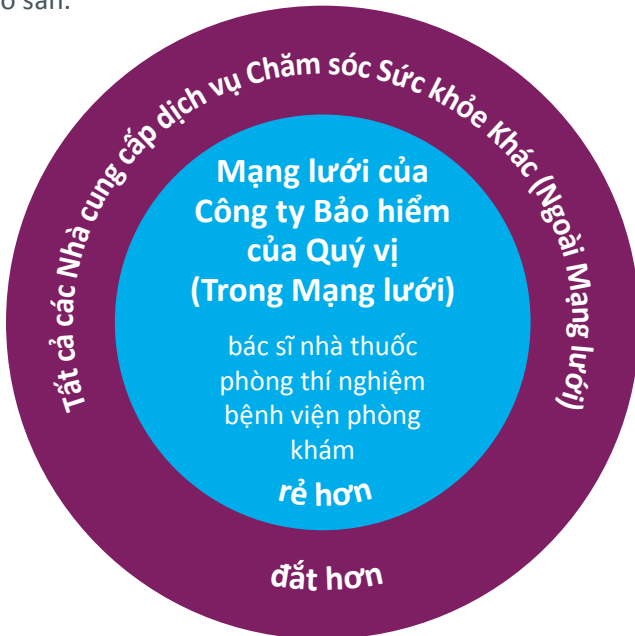 sản.
Tất cả các Nhà cung cấp dịch vụ Chăm sóc Sức khỏe Khác (Ngoài Mạng lưới)
Mạng lưới của
Công ty Bảo hiểm
của Quý vị
(Trong Mạng lưới)
bác sĩ nhà thuốc
phòng thí nghiệm
bệnh viện phòng
khám
rẻ hơn
đắt hơn